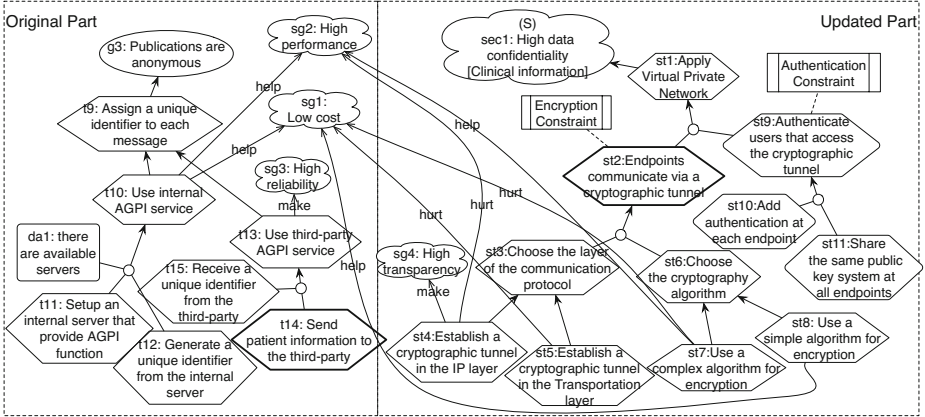 Original Part
sg2: High
performance
g3: Publications are
anonymous
help
t9: Assign a unique
identifier to each
message
sg1:
Low cost
help
sg3: High
reliability
make
t10: Use internal
AGPI service
t13: Use third-party
AGPI service
da1: there
are available
servers
t15: Receive a
unique identifier
from the
third-party
help
t11: Setup an
internal server that
provide AGPI
function
t12: Generate a
unique identifier
from the internal
server
t14: Send
patient information to
the third-party
Updated Part
(S)
sec1: High data
confidentiality
[Clinical information]
st1:Apply
Virtual Private
Network
Authentication
Constraint
Encryption
Constraint
help
st9:Authenticate
users that access
the cryptographic
tunnel
st2:Endpoints
communicate via a
cryptographic tunnel
hurt
hurt
hurt
st10:Add
authentication at
each endpoint
st11:Share
the same public
key system at
all endpoints
sg4: High
transparency
make
st3:Choose the layer
of the communication
protocol
st6:Choose
the cryptography
algorithm
st4:Establish a
cryptographic tunnel
in the IP layer
st5:Establish a
cryptographic tunnel
in the Transportation
layer
st7:Use a
complex algorithm for
encryption
st8: Use a
simple algorithm for
encryption